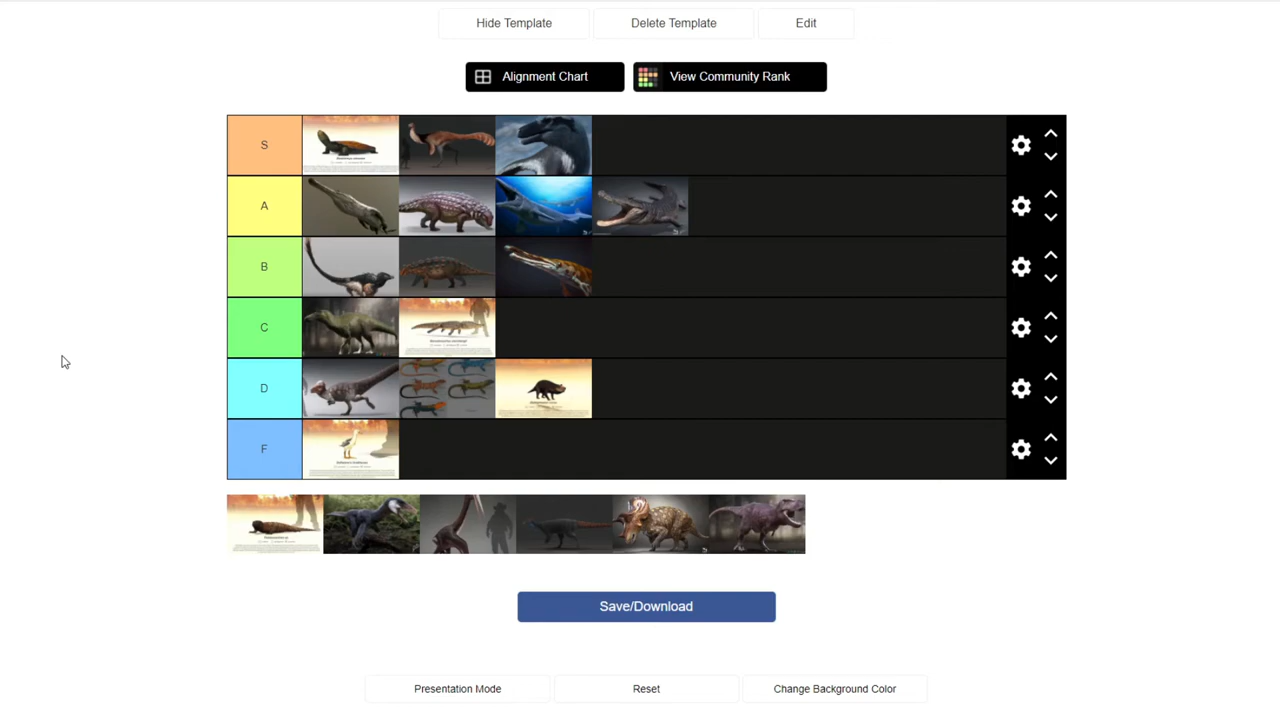 Hide Template
Delete Template
Edit
Alignment Chart
View Community Rank
S
A
B
C
D
F
Save/Download
Presentation Mode
Reset
Change Background Color